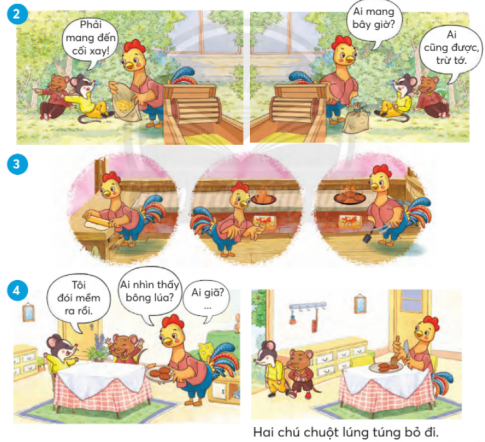 2
Phải
mang đến
cối xay!
Ai mang
bây giờ?
Ai
cũng được,
trừ tớ.
3
4
Tôi
đói mềm
ra rồi.
Ai nhìn thấy
bông lúa?
Ai giã?
...
Hai chú chuột lúng túng bỏ đi.